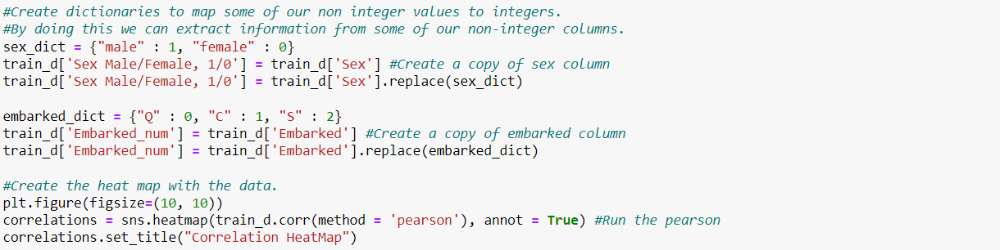 #Create dictionaries to map some of our non integer values to integers.
#By doing this we can extract information from some of our non-integer columns.
sex_dict = {"male" : 1, "female" : 0}
train_d['Sex Male/Female, 1/0'] = train_d['Sex'] #Create a copy of sex column
train_d['Sex Male/Female, 1/0'] = train_d['Sex'].replace(sex_dict)

embarked_dict = {"Q" : 0, "C" : 1, "S" : 2}
train_d['Embarked_num'] = train_d['Embarked'] #Create a copy of embarked column
train_d['Embarked_num'] = train_d['Embarked'].replace(embarked_dict)

#Create the heat map with the data.
plt.figure(figsize=(10, 10))
correlations = sns.heatmap(train_d.corr(method = 'pearson'), annot = True) #Run the pearson
correlations.set_title("Correlation HeatMap")